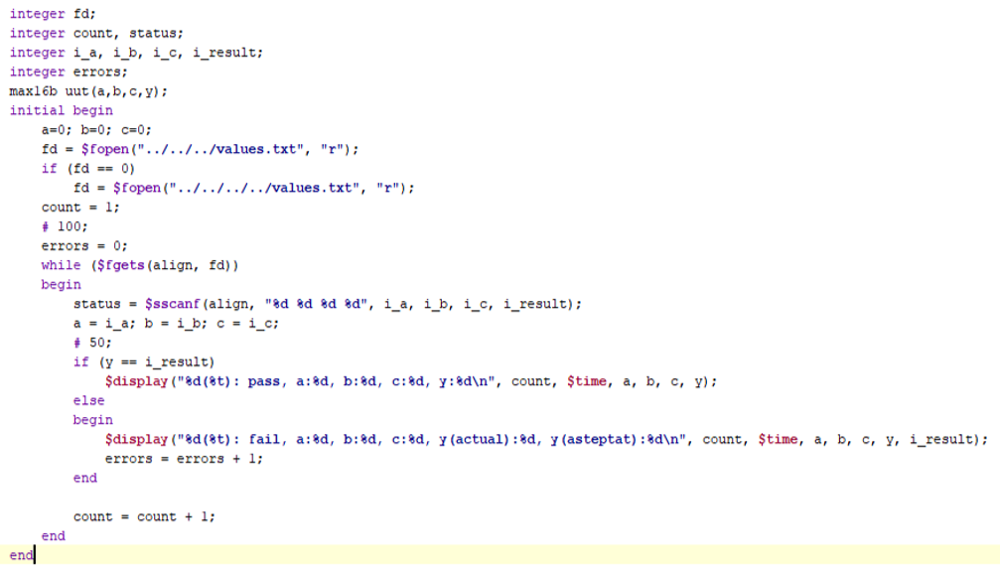 integer fd;
integer count, status;
integer i_a, i_b, i_c, i_result;
integer errors;
max16b uut(a,b,c,y);
initial begin
    a=0; b=0; c=0;
    fd = $fopen("../../../values.txt", "r");
    if (fd == 0)
        fd = $fopen("../../../../values.txt", "r");
    count = 1;
    # 100;
    errors = 0;
    while ($fgets(align, fd))
    begin
        status = $sscanf(align, "%d %d %d %d", i_a, i_b, i_c, i_result);
        a = i_a; b = i_b; c = i_c;
        # 50;
        if (y == i_result)
            $display("%d(%t): pass, a:%d, b:%d, c:%d, y:%d\n", count, $time, a, b, c, y);
        else
        begin
            $display("%d(%t): fail, a:%d, b:%d, c:%d, y(actual):%d, y(asteptat):%d\n", count, $time, a, b, c, y, i_result);
            errors = errors + 1;
        end
        count = count + 1;
    end
end